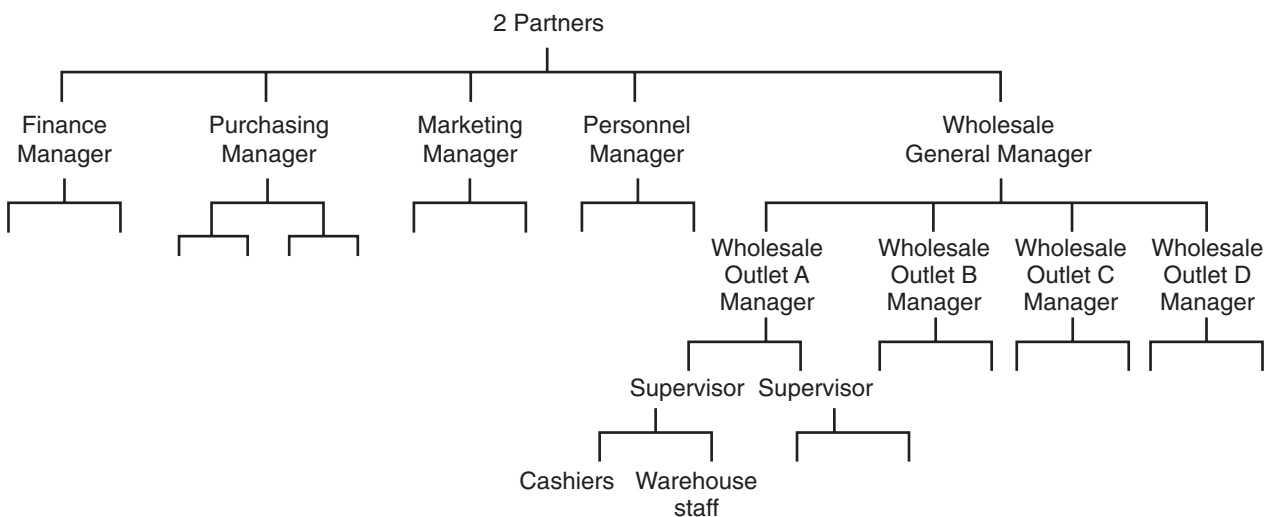 2 Partners
Finance
Manager
Purchasing
Manager
Marketing
Manager
Personnel
Manager
Wholesale
General Manager
Wholesale
Outlet A
Manager
Wholesale
Outlet B
Manager
Wholesale
Outlet C
Manager
Wholesale
Outlet D
Manager
Supervisor
Supervisor
Cashiers
Warehouse
staff